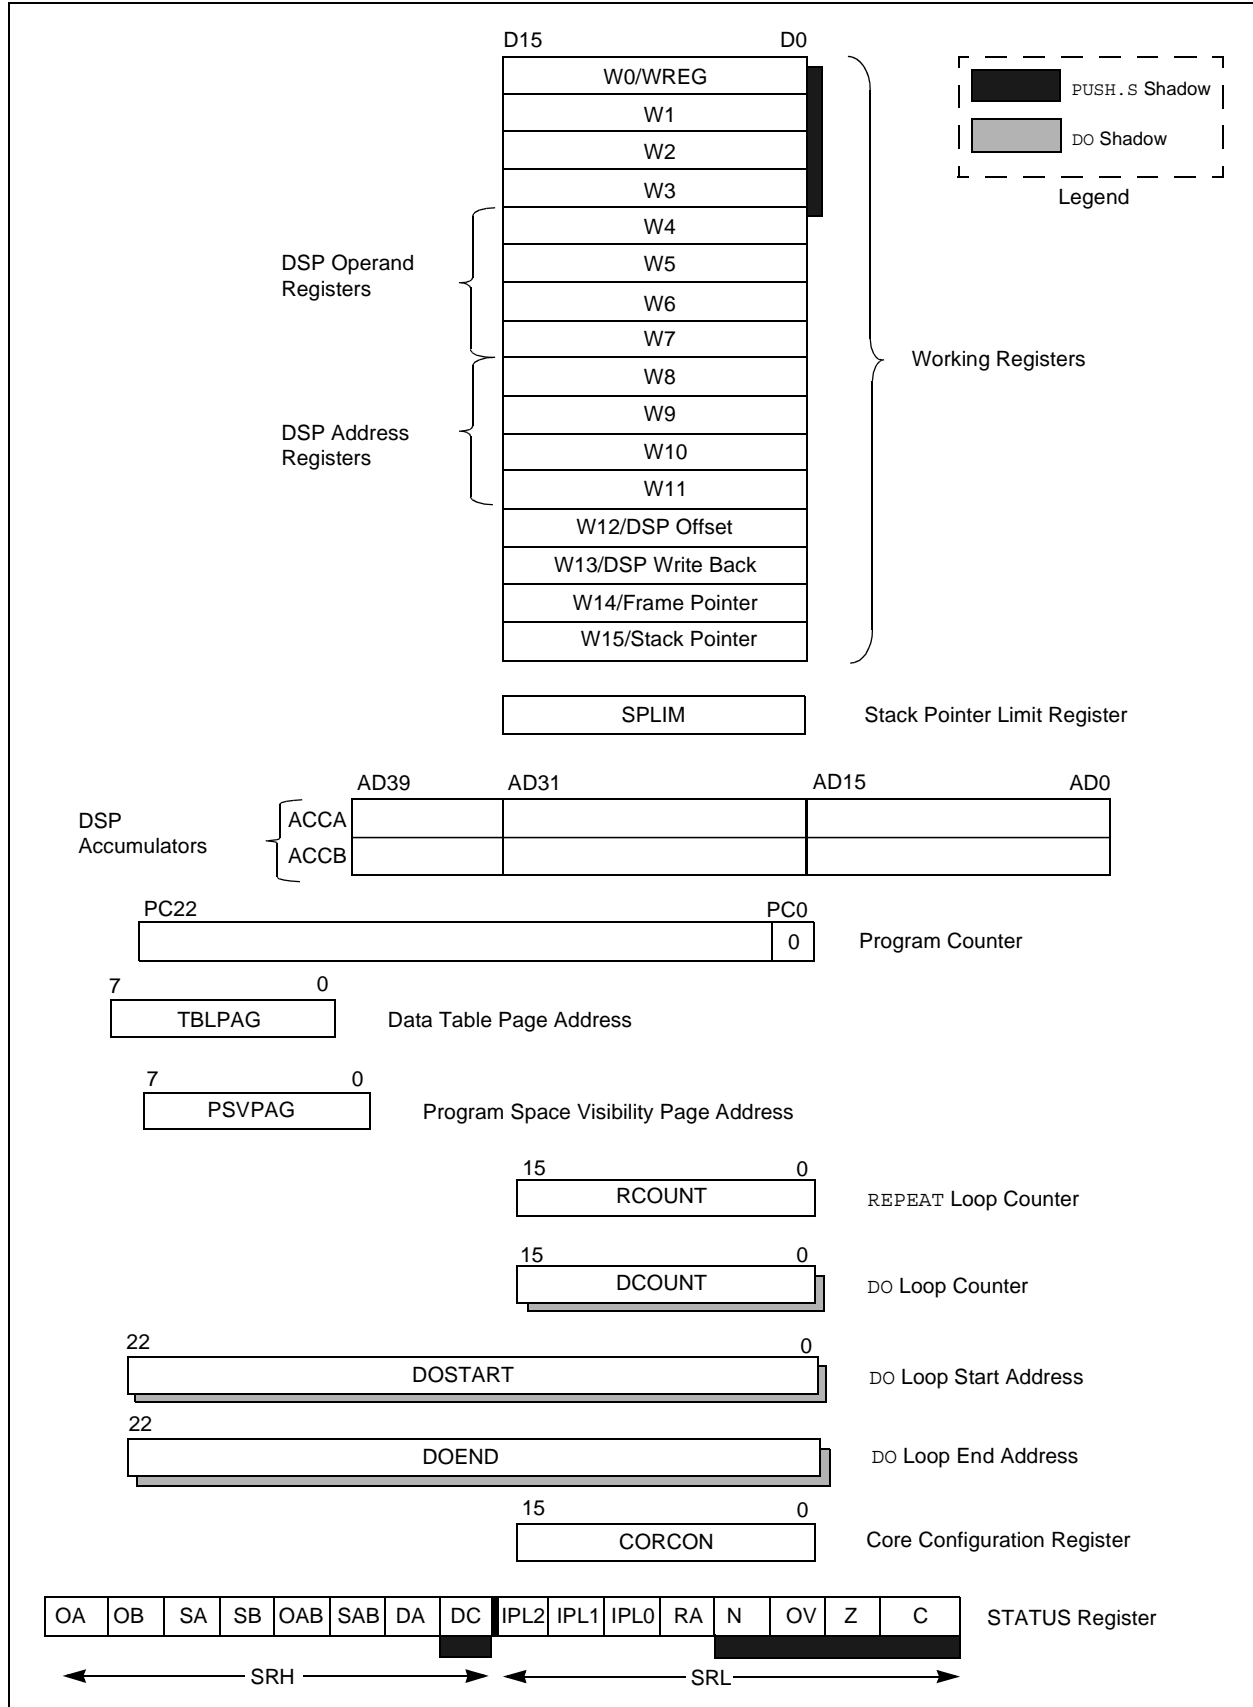 D15 D0
W0/WREG
PUSH.S Shadow
W1
DO Shadow
W2
W3
Legend
W4
DSP Operand
Registers
W5
W6
W7
Working Registers
W8
W9
DSP Address
Registers
W10
W11
W12/DSP Offset
W13/DSP Write Back
W14/Frame Pointer
W15/Stack Pointer
SPLIM Stack Pointer Limit Register
AD39 AD31 AD15 AD0
DSP
Accumulators
ACCA
ACCB
PC22 PC0
0 Program Counter
7 0
TBLPAG Data Table Page Address
7 0
PSVPAG Program Space Visibility Page Address
15 0
RCOUNT REPEAT Loop Counter
15 0
DCOUNT DO Loop Counter
22 0
DOSTART DO Loop Start Address
22
DOEND DO Loop End Address
15 0
CORCON Core Configuration Register
OA OB SA SB OAB SAB DA DC IPL2 IPL1 IPL0 RA N OV Z C STATUS Register
SRH SRL